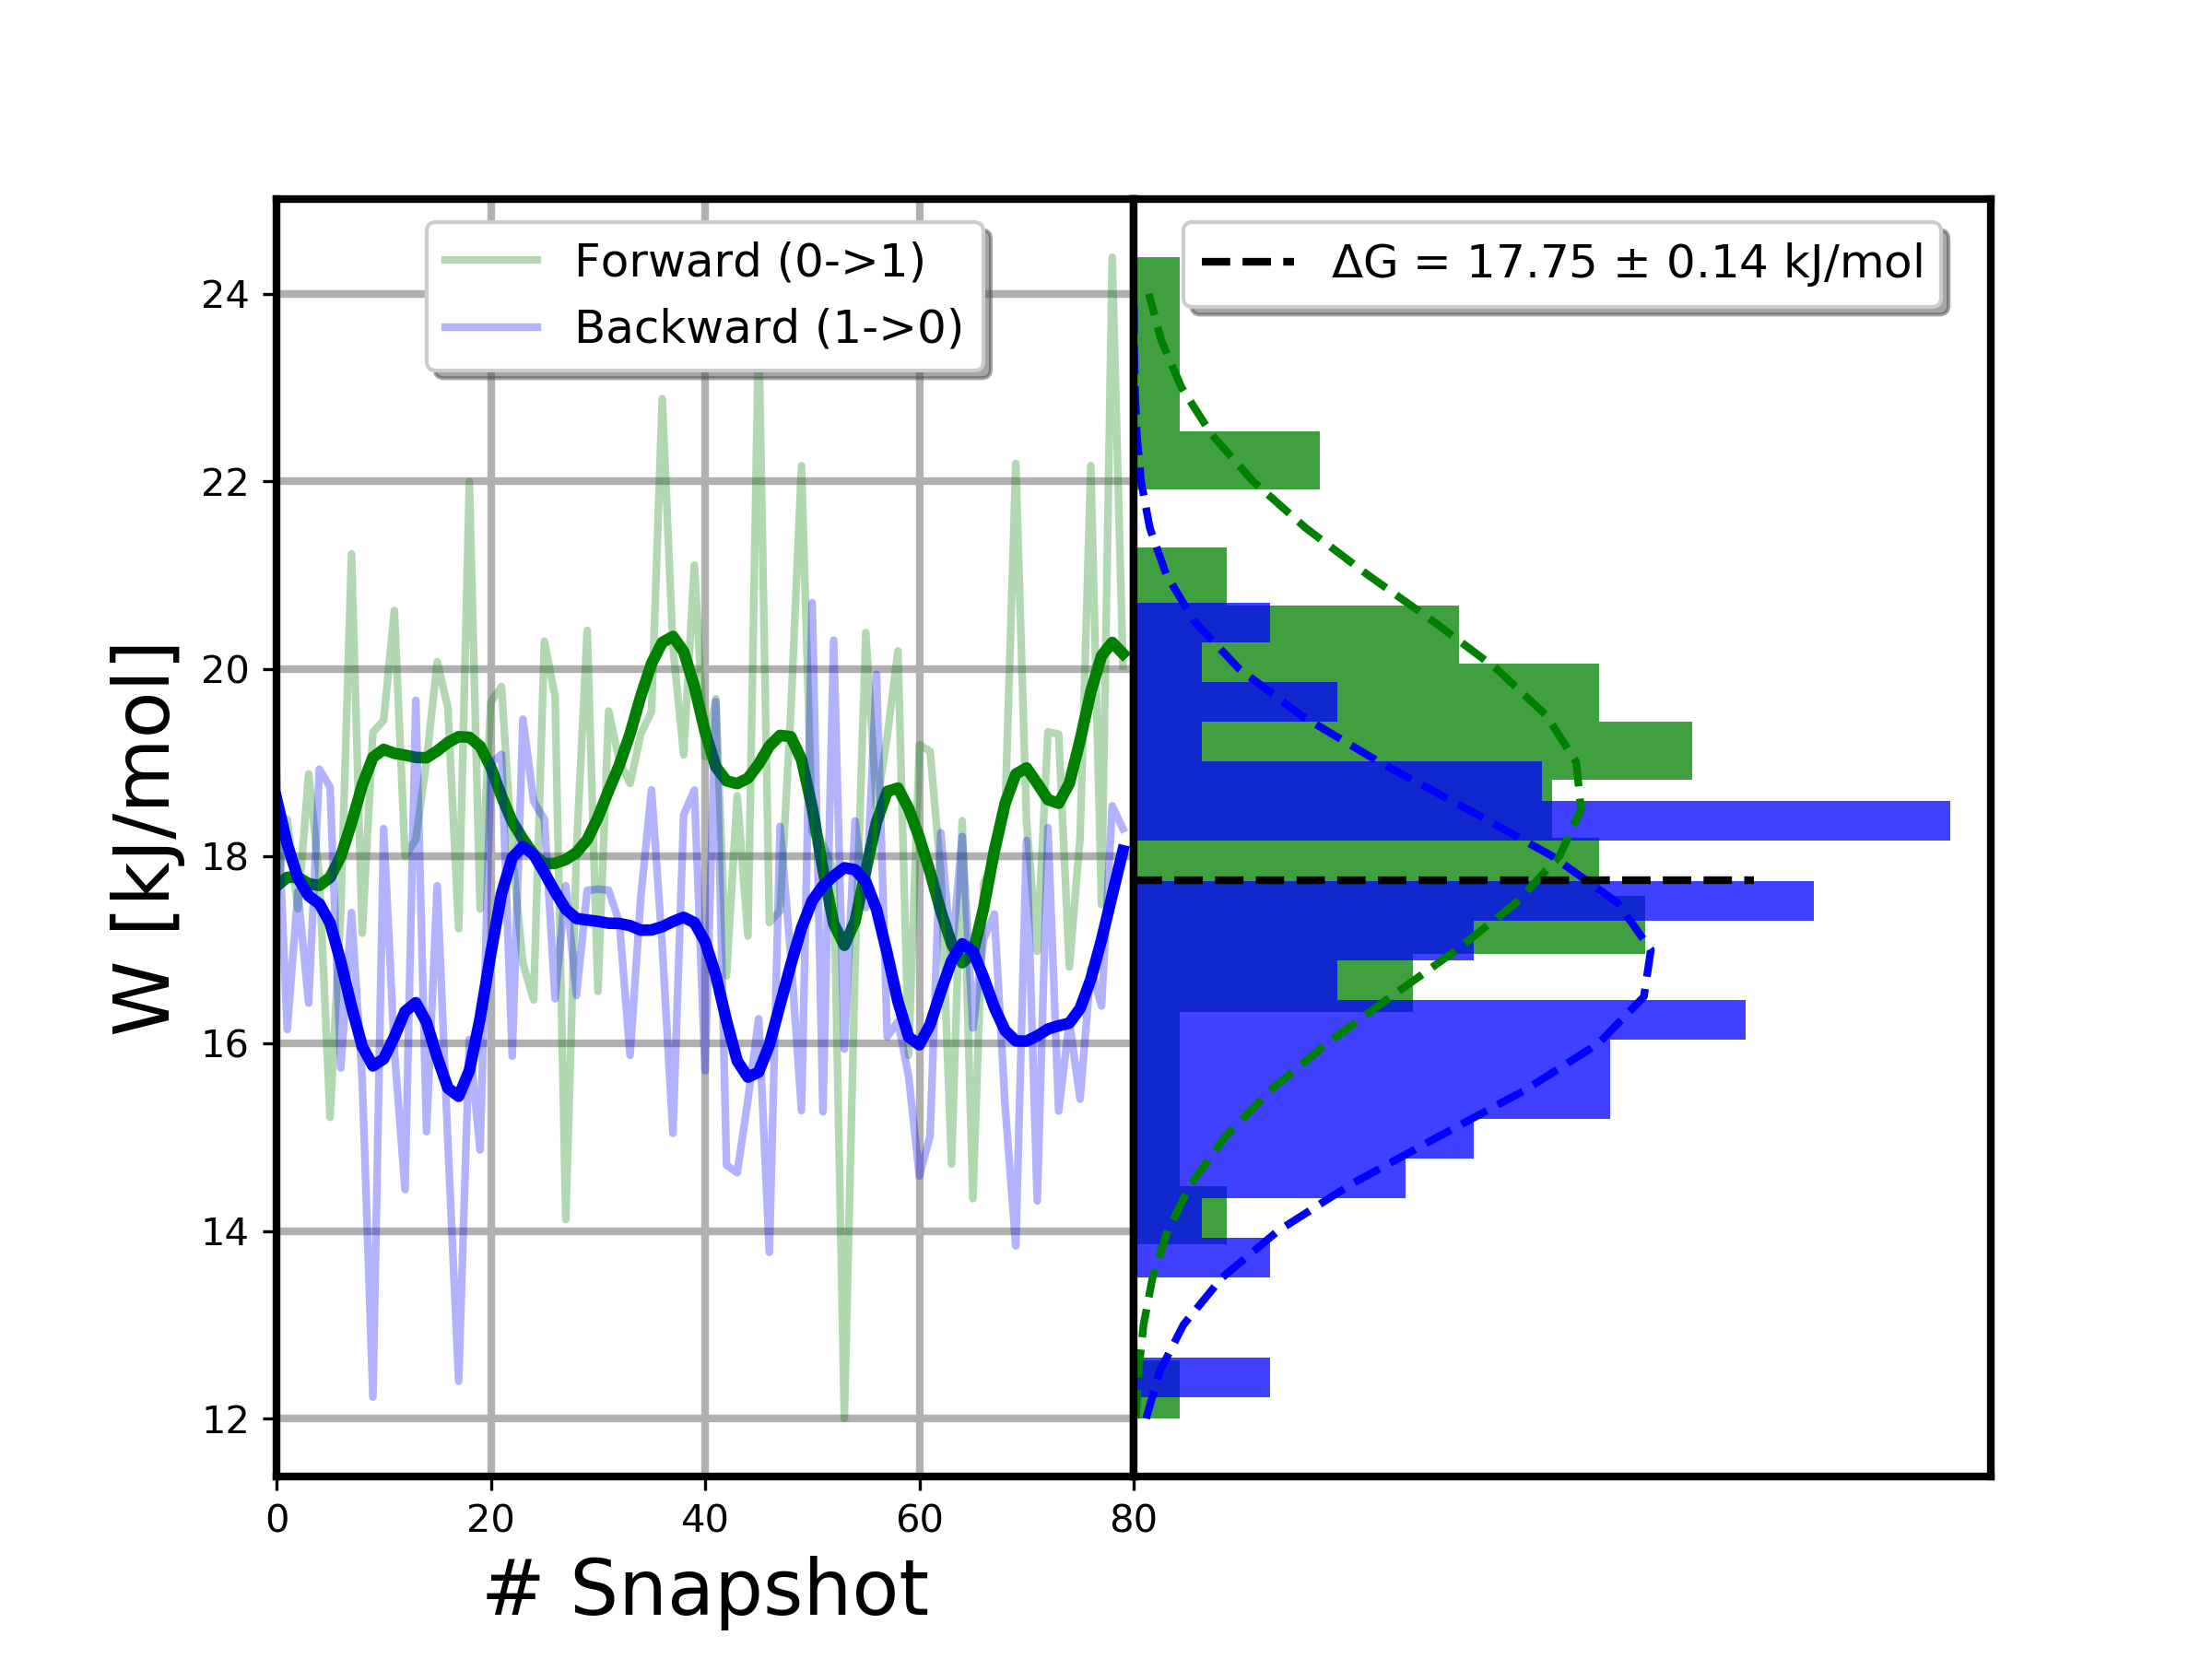 Forward (0->1)
Backward (1->0)
ΔG = 17.75 ± 0.14 kJ/mol
W [kJ/mol]
24
22
20
18
16
14
12
0 20 40 60 80
# Snapshot